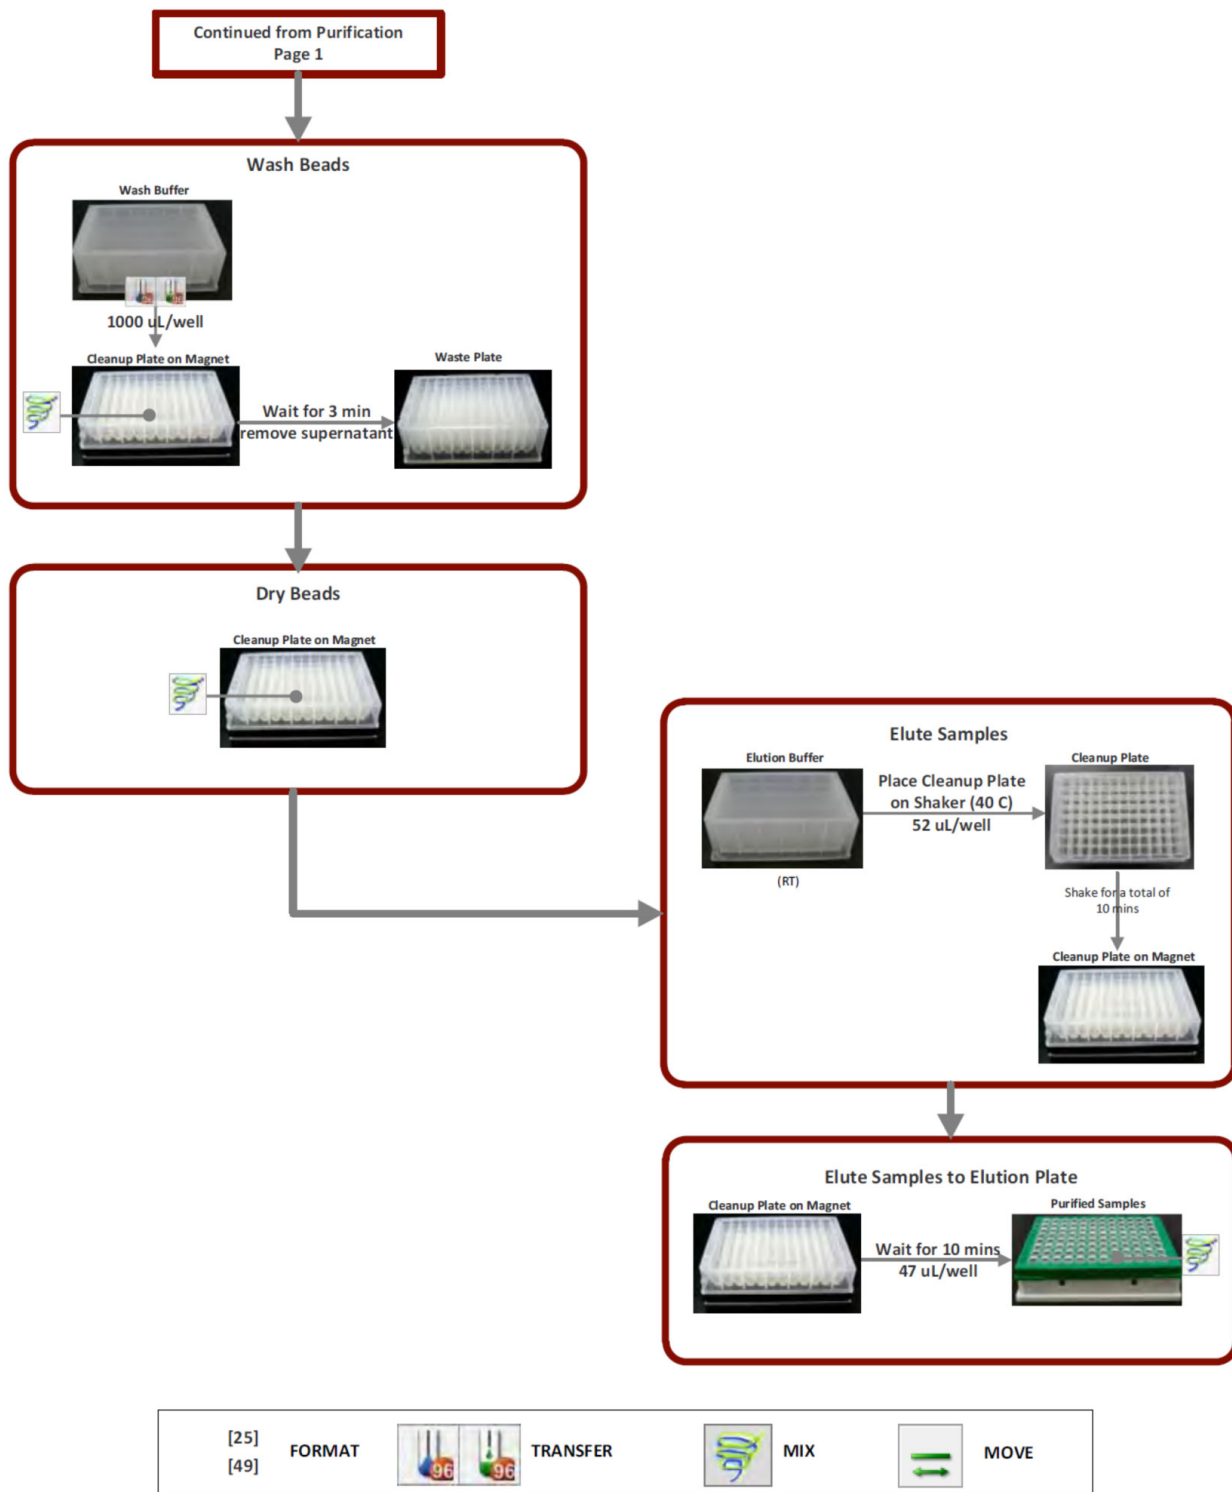 Continued from Purification
Page 1
Wash Beads
Wash Buffer
96
1000 uL/well
Cleanup Plate on Magnet
Waste Plate
Wait for 3 min
remove supernatant
Dry Beads
Cleanup Plate on Magnet
Elute Samples
Elution Buffer
Place Cleanup Plate
on Shaker (40 C)
52 uL/well
Cleanup Plate
(RT)
Shake for a total of
10 mins
Cleanup Plate on Magnet
Elute Samples to Elution Plate
Cleanup Plate on Magnet
Purified Samples
Wait for 10 mins
47 uL/well
[25]
[49]
FORMAT
96 96
TRANSFER
MIX
MOVE